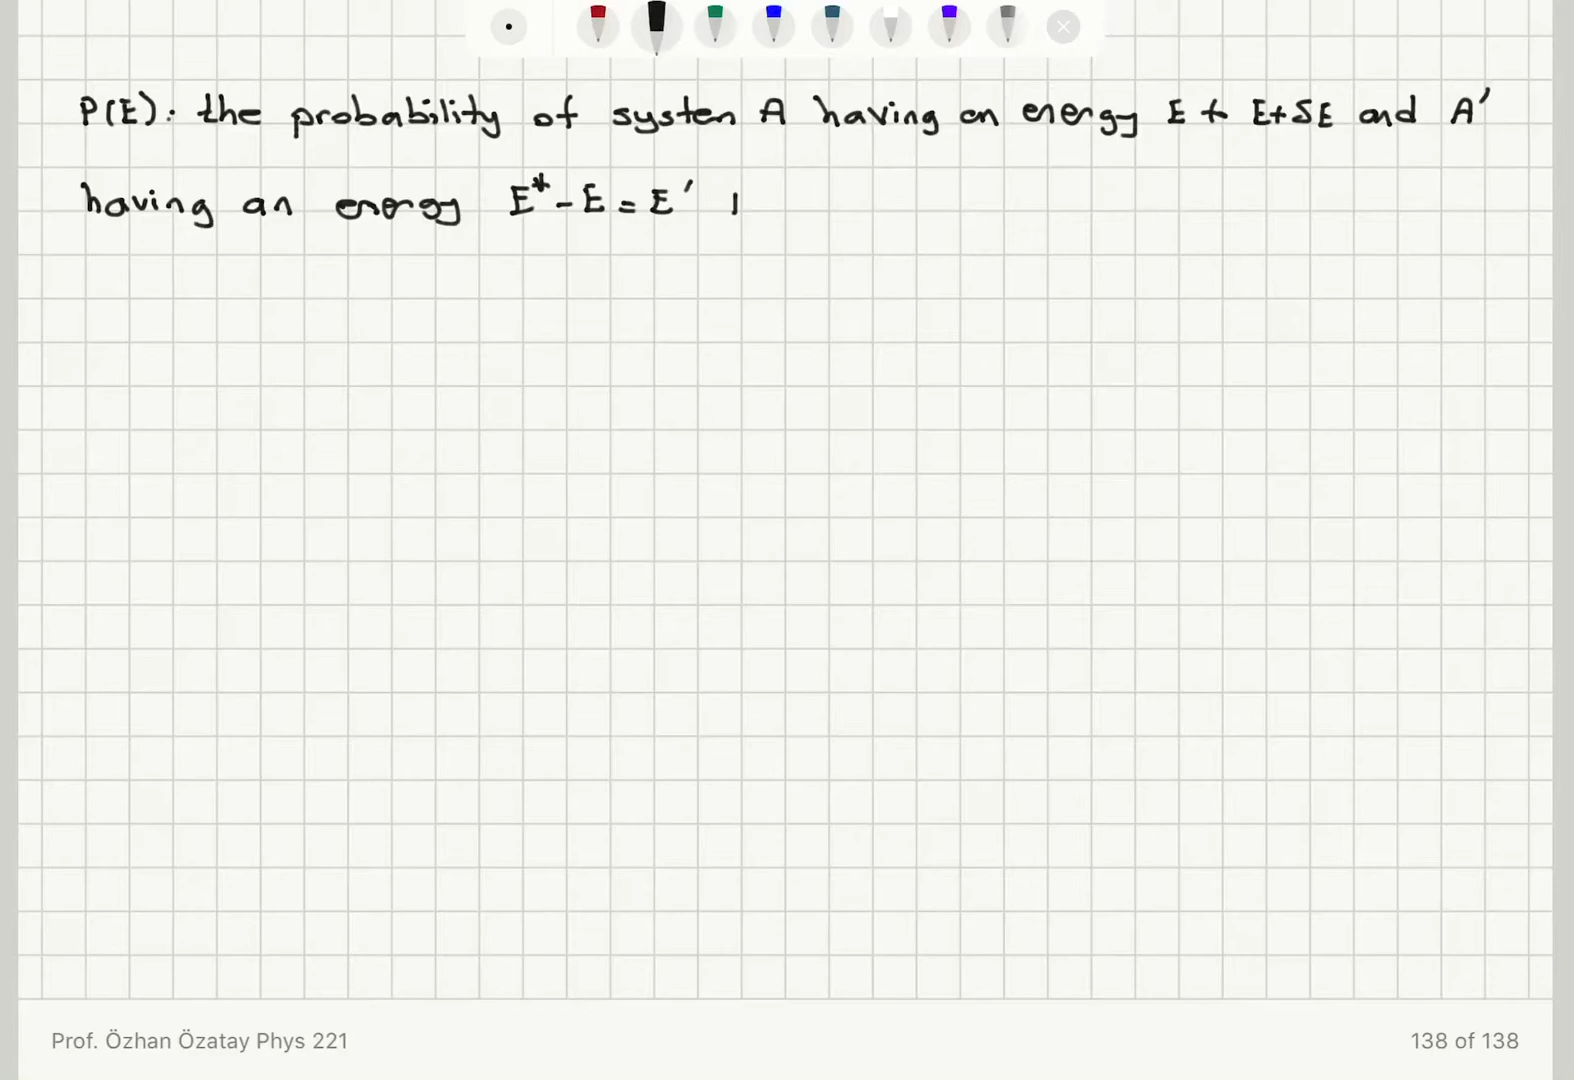 P(E): the probability of system A having an energy E to E+δE and A'
having an energy E* - E = E' I
Prof. Özhan Özatay Phys 221
138 of 138